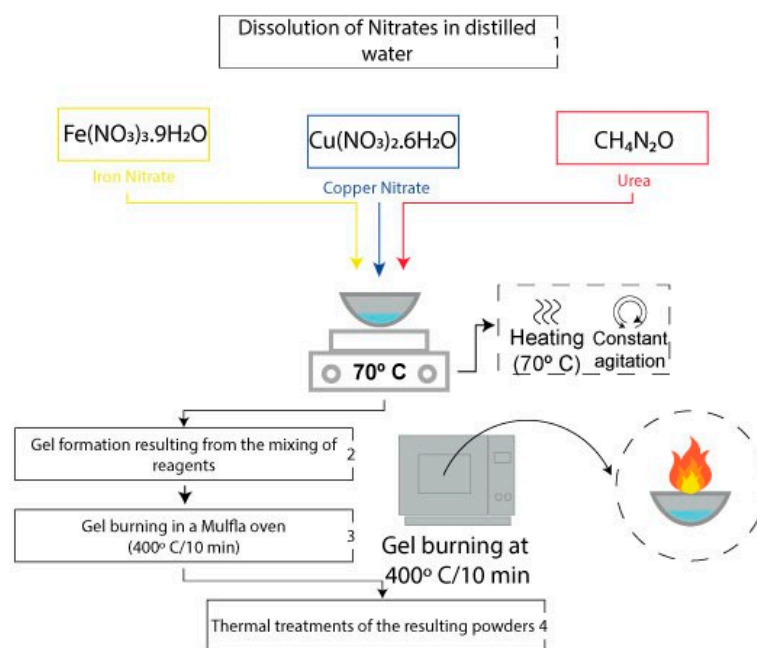 Dissolution of Nitrates in distilled
water
1
Fe(NO₃)₃.9H₂O
Cu(NO₃)₂.6H₂O
CH₄N₂O
Iron Nitrate
Copper Nitrate
Urea
70º C
Heating
(70º C)
Constant
agitation
Gel formation resulting from the mixing of
reagents
2
Gel burning in a Mulfla oven
(400º C/10 min)
3
Gel burning at
400º C/10 min
Thermal treatments of the resulting powders 4